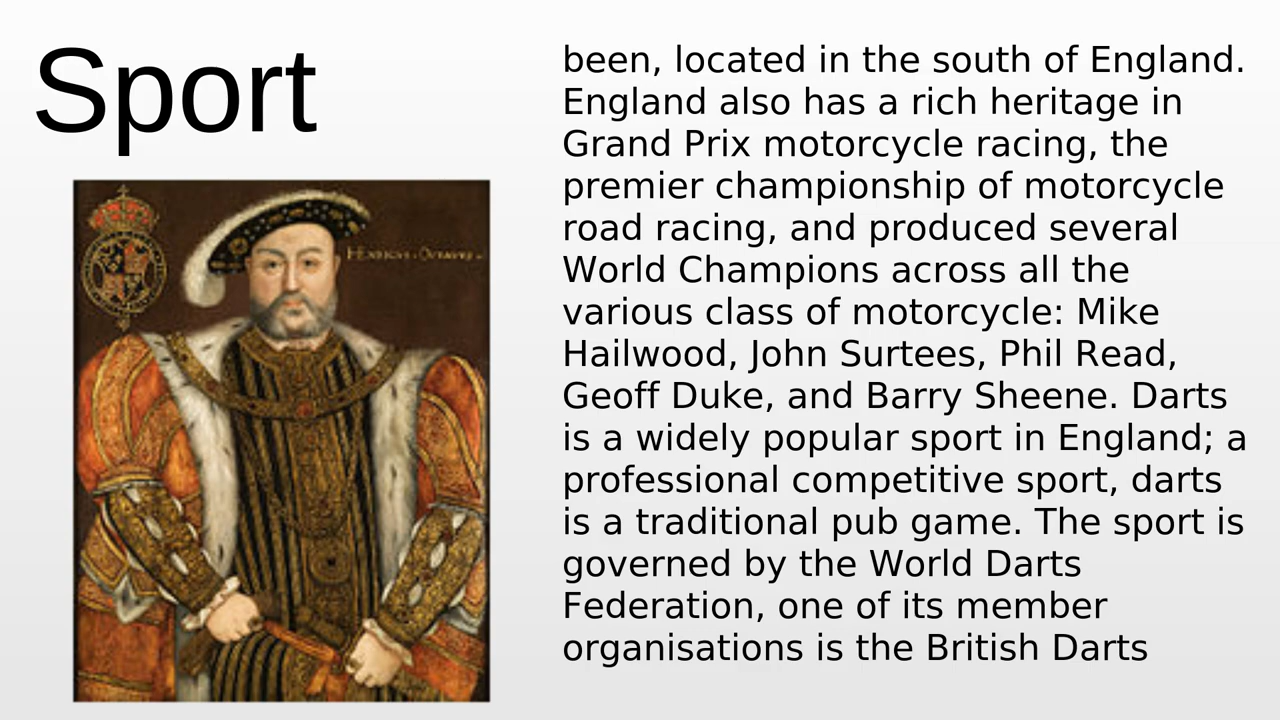 Sport
HENRICVS · OCTAVVS
been, located in the south of England.
England also has a rich heritage in
Grand Prix motorcycle racing, the
premier championship of motorcycle
road racing, and produced several
World Champions across all the
various class of motorcycle: Mike
Hailwood, John Surtees, Phil Read,
Geoff Duke, and Barry Sheene. Darts
is a widely popular sport in England; a
professional competitive sport, darts
is a traditional pub game. The sport is
governed by the World Darts
Federation, one of its member
organisations is the British Darts